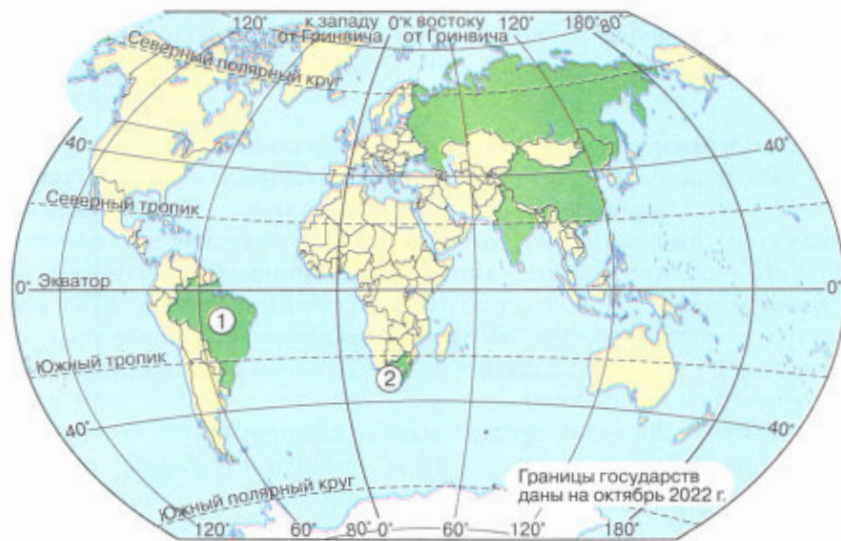 120° к западу 0° к востоку 120° 180° 80°
от Гринвича от Гринвича
Северный полярный круг
40° 40°
Северный тропик
0° Экватор 0°
1
Южный тропик
2
40° 40°
Границы государств
даны на октябрь 2022 г.
Южный полярный круг
120° 60° 80° 0° 60° 120° 180°